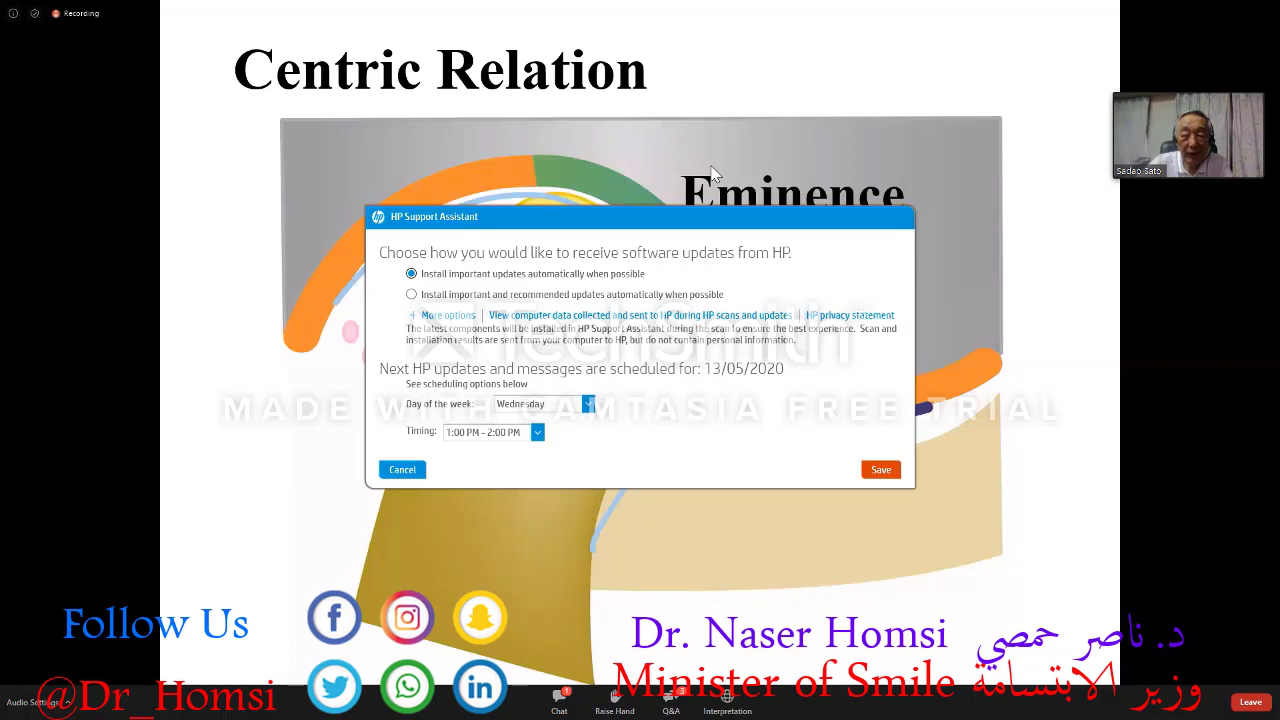 Recording
Centric Relation
Eminence
Sadao Sato
HP Support Assistant
Choose how you would like to receive software updates from HP.
Install important updates automatically when possible
Install important and recommended updates automatically when possible
+ More options | View computer data collected and sent to HP during HP scans and updates | HP privacy statement
The latest components will be installed in HP Support Assistant during the scan to ensure the best experience. Scan and
installation results are sent from your computer to HP, but do not contain personal information.
TechSmith
Next HP updates and messages are scheduled for: 13/05/2020
See scheduling options below
Day of the week: Wednesday
MADE WITH CAMTASIA FREE TRIAL
Timing: 1:00 PM - 2:00 PM
Cancel
Save
Follow Us
Dr. Naser Homsi د. ناصر حمصي
@Dr_Homsi
Minister of Smile وزير الابتسامة
Audio Settings
Chat 1
Raise Hand
Q&A 3
Interpretation
Leave